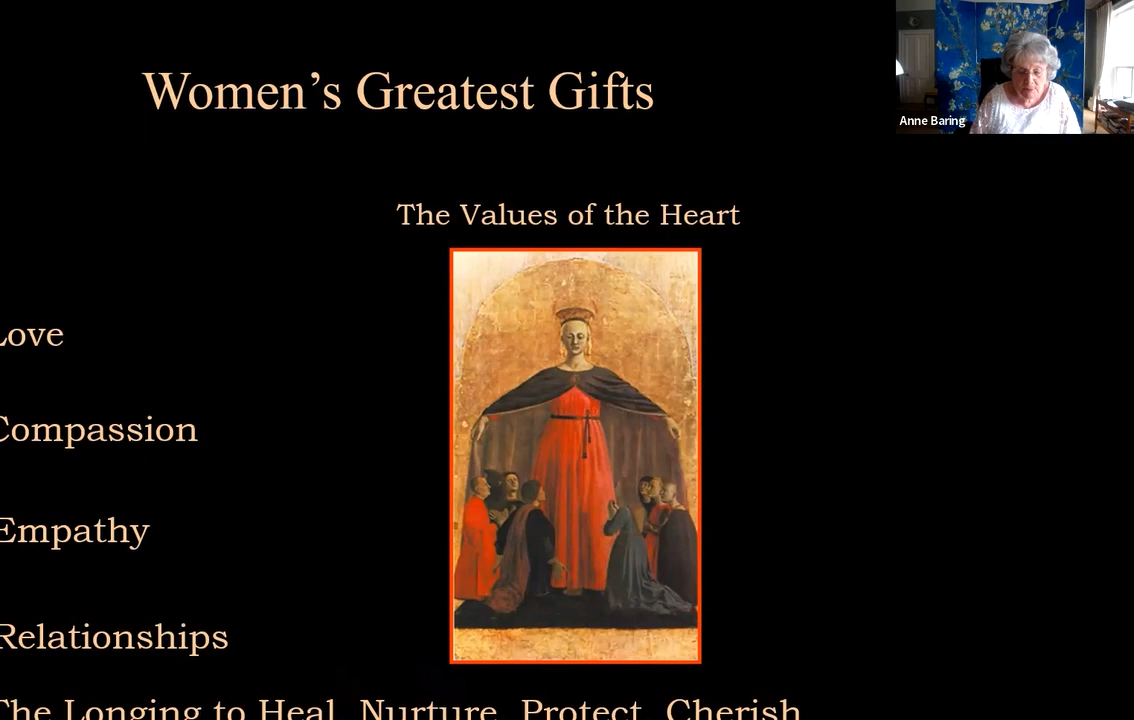 Women's Greatest Gifts
Anne Baring
The Values of the Heart
Love
Compassion
Empathy
Relationships
The Longing to Heal, Nurture, Protect, Cherish